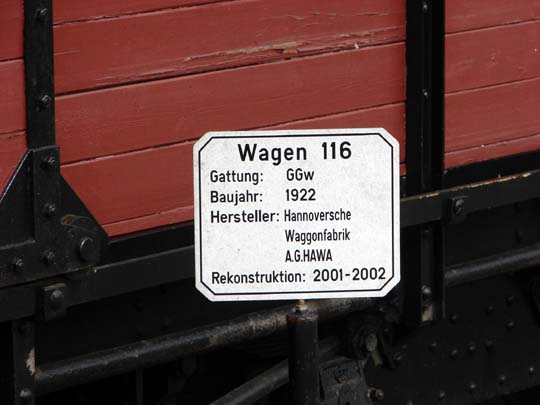 Wagen 116
Gattung: GGw
Baujahr: 1922
Hersteller: Hannoversche
Waggonfabrik
A.G.HAWA
Rekonstruktion: 2001-2002